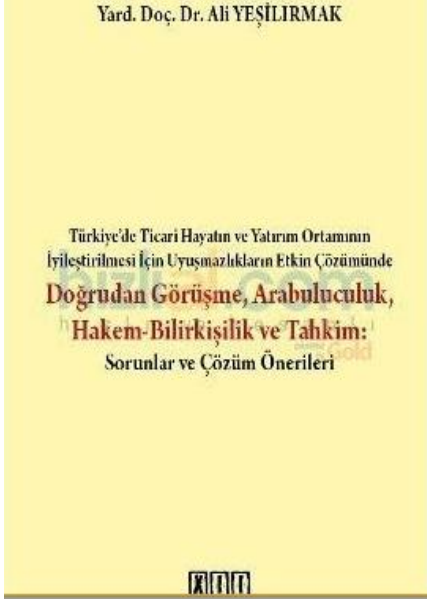 Yard. Doç. Dr. Ali YEŞİLIRMAK
Türkiye'de Ticari Hayatın ve Yatırım Ortamının
İyileştirilmesi İçin Uyuşmazlıkların Etkin Çözümünde
Doğrudan Görüşme, Arabuluculuk,
Hakem-Bilirkişilik ve Tahkim:
Sorunlar ve Çözüm Önerileri
XII